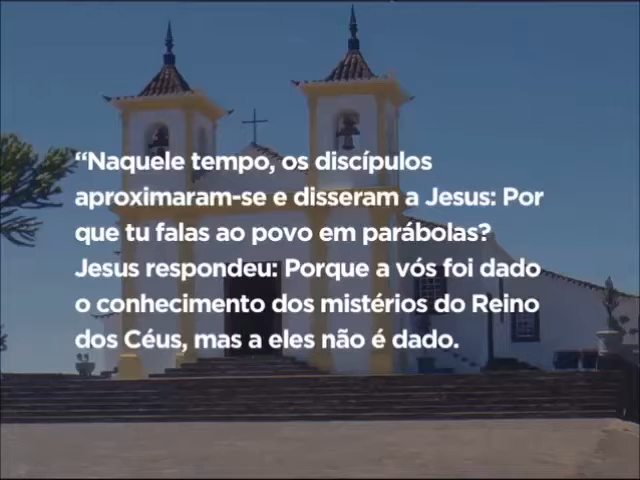 “Naquele tempo, os discípulos
aproximaram-se e disseram a Jesus: Por
que tu falas ao povo em parábolas?
Jesus respondeu: Porque a vós foi dado
o conhecimento dos mistérios do Reino
dos Céus, mas a eles não é dado.